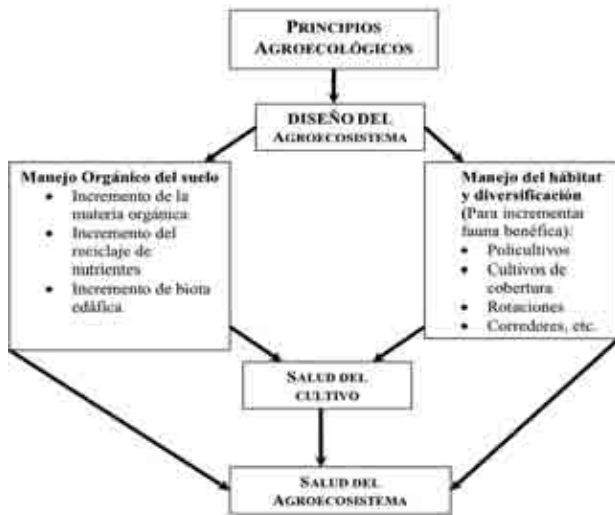 PRINCIPIOS
AGROECOLÓGICOS
DISEÑO DEL
AGROECOSISTEMA
Manejo Orgánico del suelo
• Incremento de la
materia orgánica
• Incremento del
reciclaje de
nutrientes
• Incremento de biota
edáfica
Manejo del hábitat
y diversificación
(Para incrementar
fauna benéfica):
• Policultivos
• Cultivos de
cobertura
• Rotaciones
• Corredores, etc.
SALUD DEL
CULTIVO
SALUD DEL
AGROECOSISTEMA